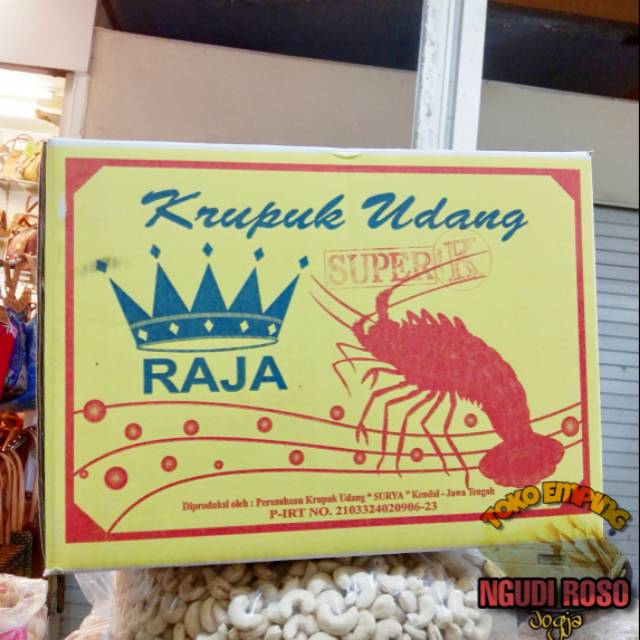 Krupuk Udang
SUPER K
RAJA
Diproduksi oleh : Perusahaan Krupuk Udang " SURYA " Kendal - Jawa Tengah
P-IRT NO. 2103324020906-23
TOKO EMPING
NGUDI ROSO
Jogja